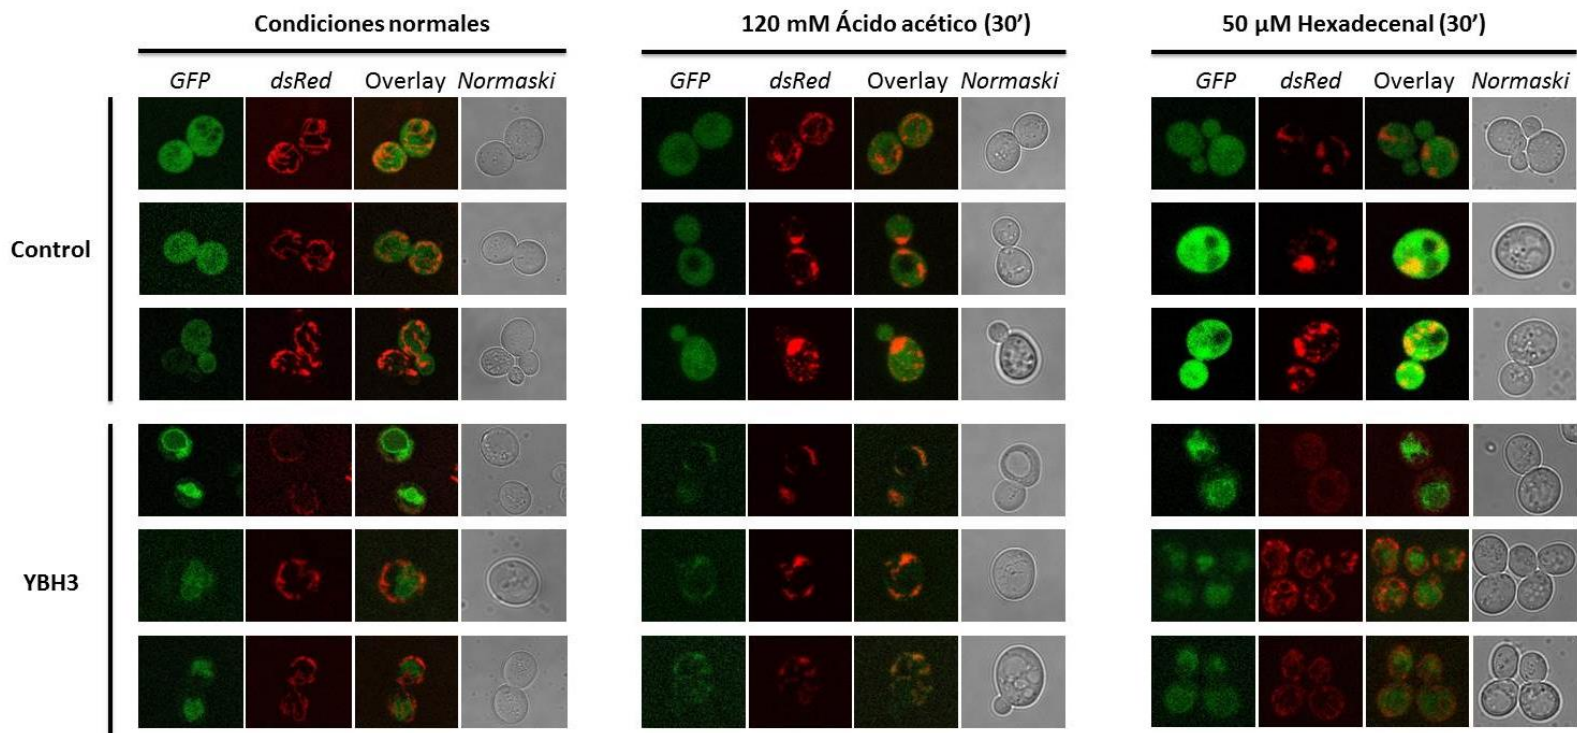 Condiciones normales
120 mM Ácido acético (30’)
50 µM Hexadecenal (30’)
GFP dsRed Overlay Normaski
GFP dsRed Overlay Normaski
GFP dsRed Overlay Normaski
Control
YBH3